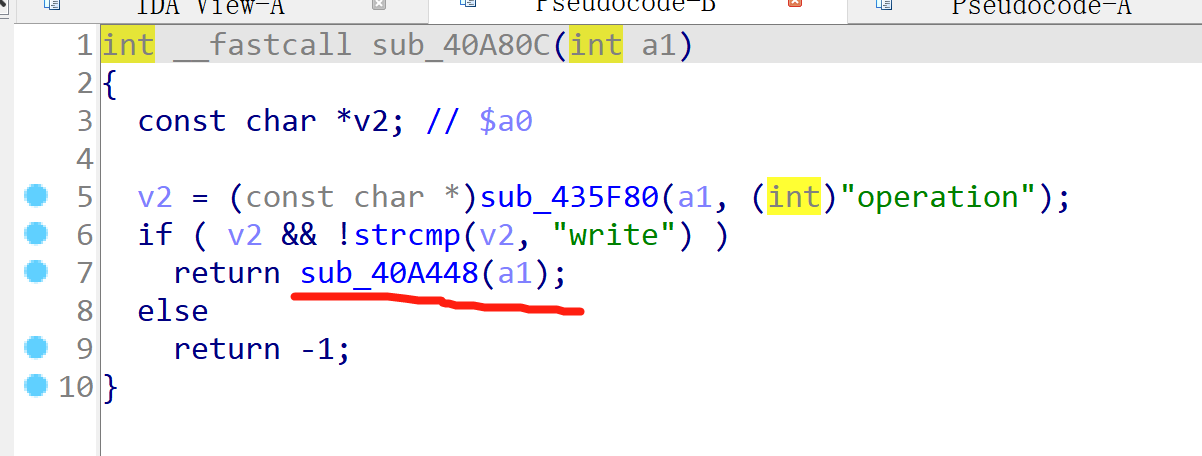 IDA View-A Pseudocode-B Pseudocode-A
1 int __fastcall sub_40A80C(int a1)
2 {
3 const char *v2; // $a0
4
5 v2 = (const char *)sub_435F80(a1, (int)"operation");
6 if ( v2 && !strcmp(v2, "write") )
7 return sub_40A448(a1);
8 else
9 return -1;
10 }